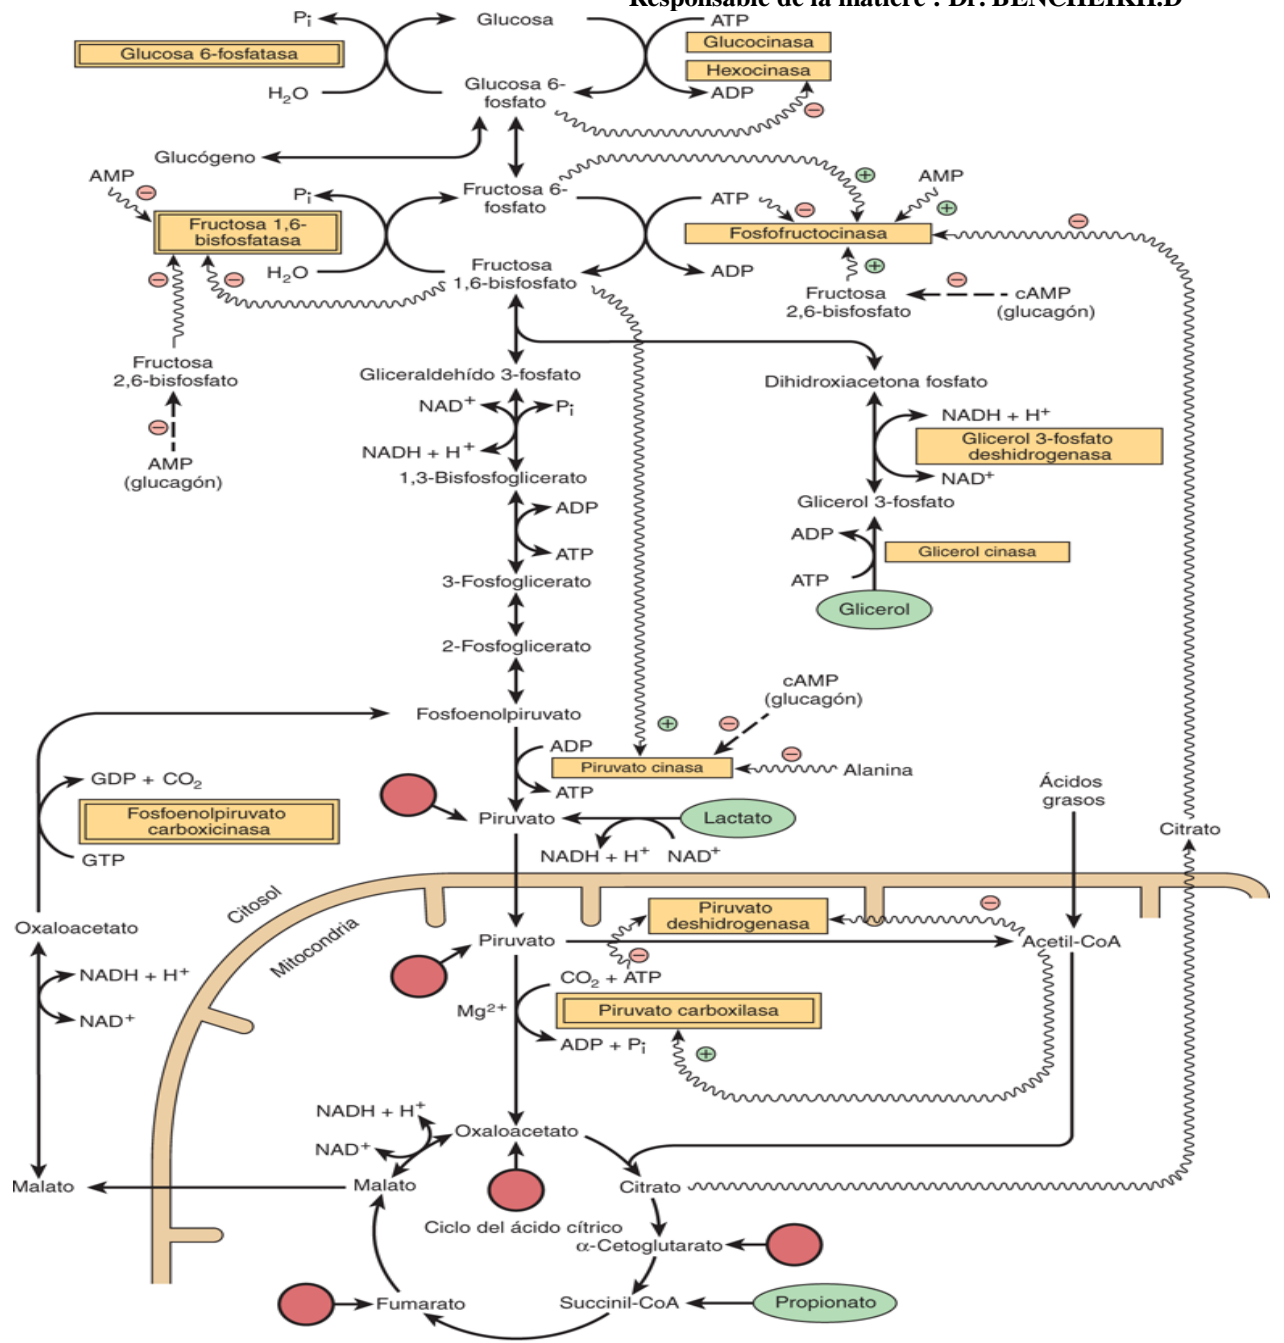 Responsable de la matière : Dr. BENCHEIKH.D
Pi
Glucosa
ATP
Glucosa 6-fosfatasa
Glucocinasa
Hexocinasa
H2O
Glucosa 6-
fosfato
ADP
−
Glucógeno
AMP
−
Pi
Fructosa 6-
fosfato
ATP
−
+
AMP
+
−
Fructosa 1,6-
bisfosfatasa
Fosfofructocinasa
H2O
Fructosa
1,6-bisfosfato
ADP
−
−
+
−
Fructosa
2,6-bisfosfato
cAMP
(glucagón)
Fructosa
2,6-bisfosfato
Gliceraldehído 3-fosfato
Dihidroxiacetona fosfato
−
NAD+
Pi
NADH + H+
NADH + H+
Glicerol 3-fosfato
deshidrogenasa
NAD+
AMP
(glucagón)
1,3-Bisfosfoglicerato
Glicerol 3-fosfato
ADP
ATP
ADP
Glicerol cinasa
ATP
3-Fosfoglicerato
Glicerol
2-Fosfoglicerato
cAMP
(glucagón)
Fosfoenolpiruvato
+
−
ADP
−
Piruvato cinasa
Alanina
ATP
GDP + CO2
Fosfoenolpiruvato
carboxicinasa
GTP
Piruvato
Lactato
NADH + H+
NAD+
Ácidos
grasos
Citrato
Citosol
Mitocondria
Oxaloacetato
Piruvato
deshidrogenasa
−
Piruvato
Acetil-CoA
−
NADH + H+
NAD+
CO2 + ATP
Mg2+
Piruvato carboxilasa
ADP + Pi
+
NADH + H+
NAD+
Oxaloacetato
Malato
Malato
Citrato
Ciclo del ácido cítrico
α-Cetoglutarato
Fumarato
Succinil-CoA
Propionato